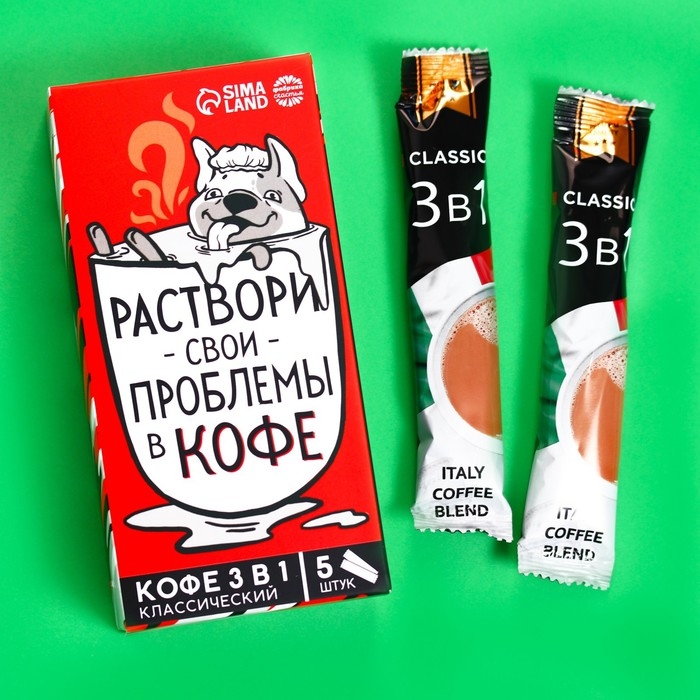 SIMA
LAND
фабрика
счастья
РАСТВОРИ
- СВОИ -
ПРОБЛЕМЫ
В КОФЕ
КОФЕ 3 В 1
КЛАССИЧЕСКИЙ
5
ШТУК
CLASSIC
3 В 1
ITALY
COFFEE
BLEND
CLASSIC
3 В 1
COFFEE
BLEND